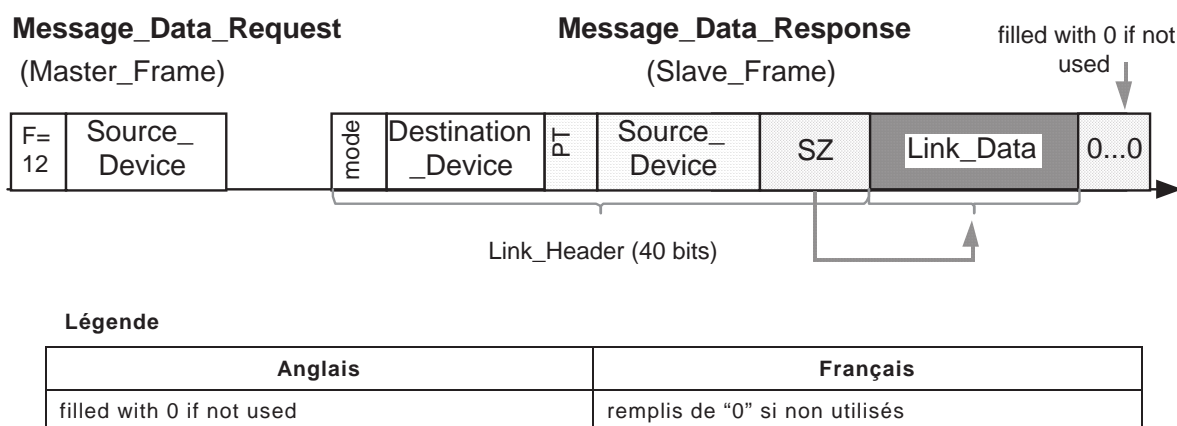 Message_Data_Request
(Master_Frame)
Message_Data_Response
(Slave_Frame)
filled with 0 if not
used
F=
12
Source_
Device
mode
Destination
_Device
PT
Source_
Device
SZ
Link_Data
0...0
Link_Header (40 bits)
Légende
Anglais
Français
filled with 0 if not used
remplis de “0” si non utilisés